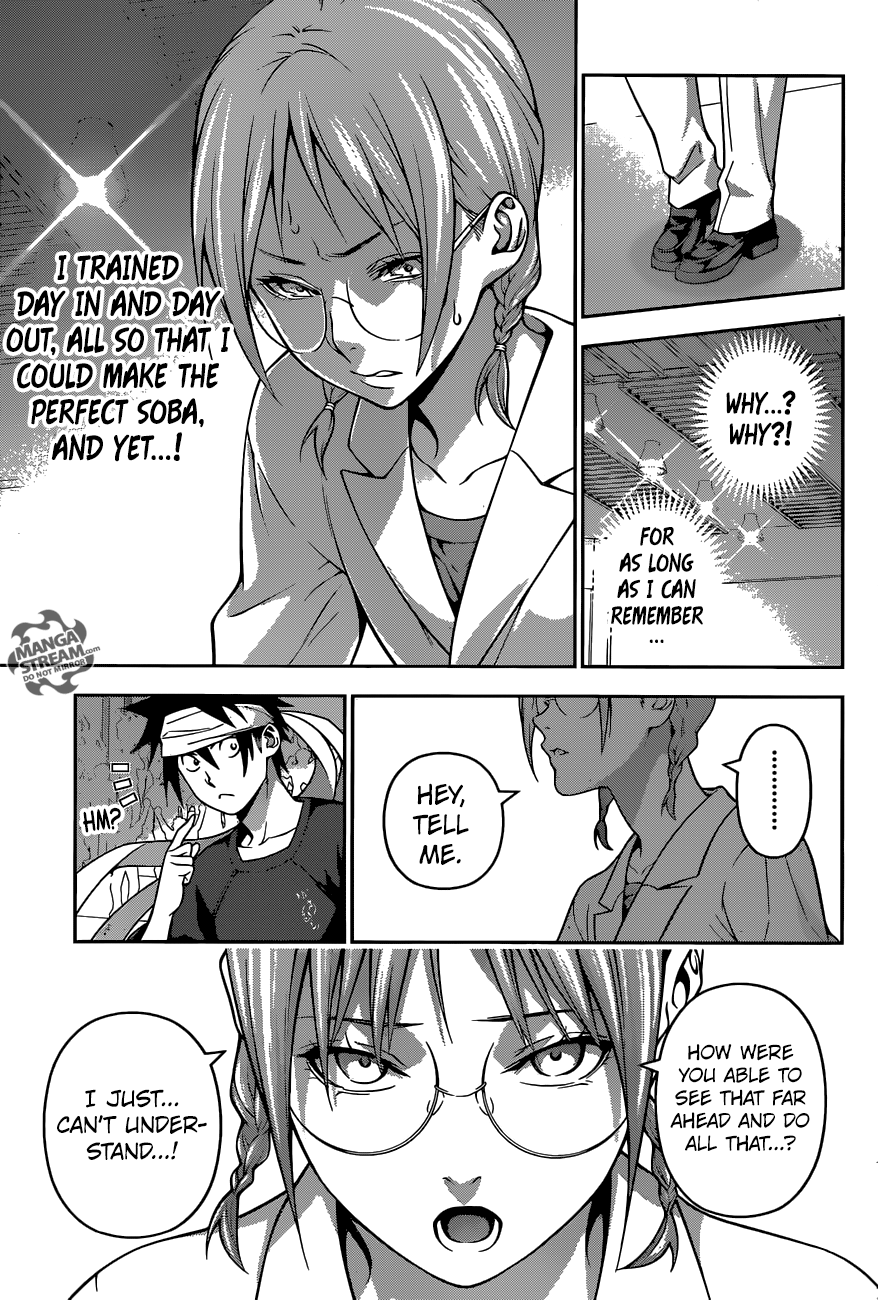 WHY...?
WHY?!
FOR
AS LONG
AS I CAN
REMEMBER
...
I TRAINED
DAY IN AND DAY
OUT, ALL SO THAT I
COULD MAKE THE
PERFECT SOBA,
AND YET...!
.........
HEY,
TELL
ME.
HM?
HOW WERE
YOU ABLE TO
SEE THAT FAR
AHEAD AND DO
ALL THAT...?
I JUST...
CAN'T UNDER-
STAND...!
MANGA
STREAM.com
DO NOT MIRROR